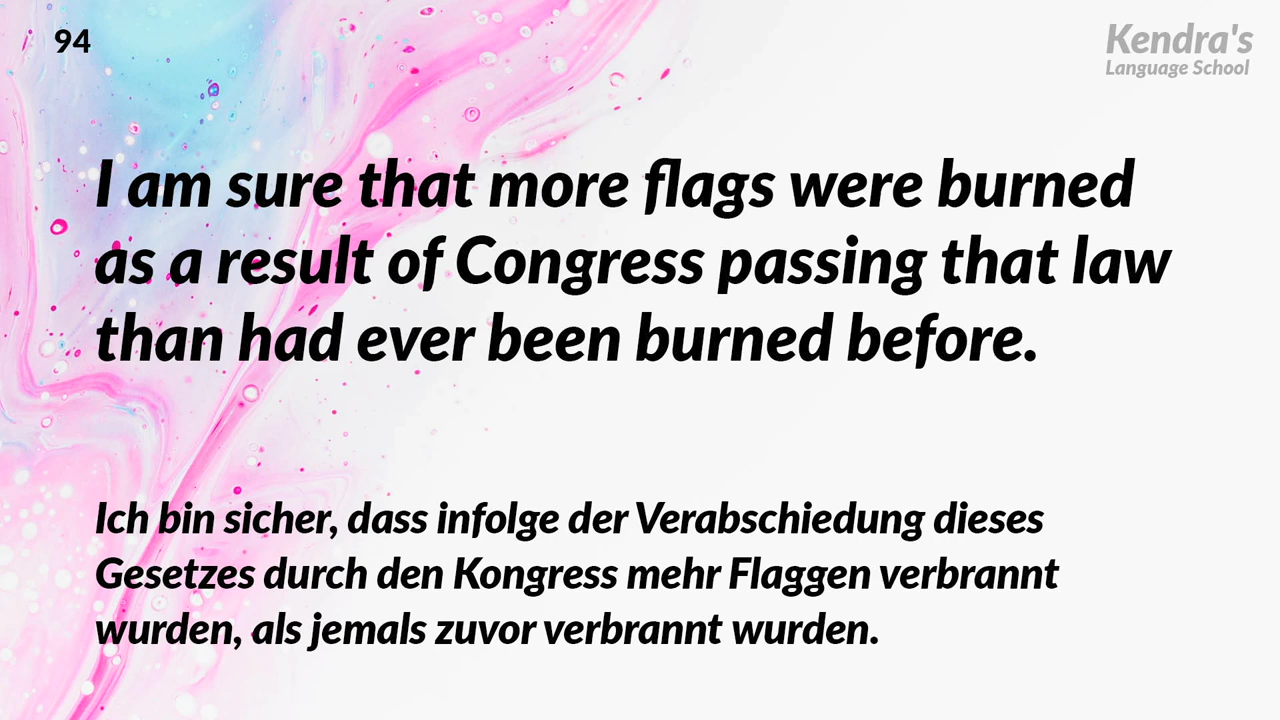 94
Kendra's
Language School
I am sure that more flags were burned
as a result of Congress passing that law
than had ever been burned before.
Ich bin sicher, dass infolge der Verabschiedung dieses
Gesetzes durch den Kongress mehr Flaggen verbrannt
wurden, als jemals zuvor verbrannt wurden.